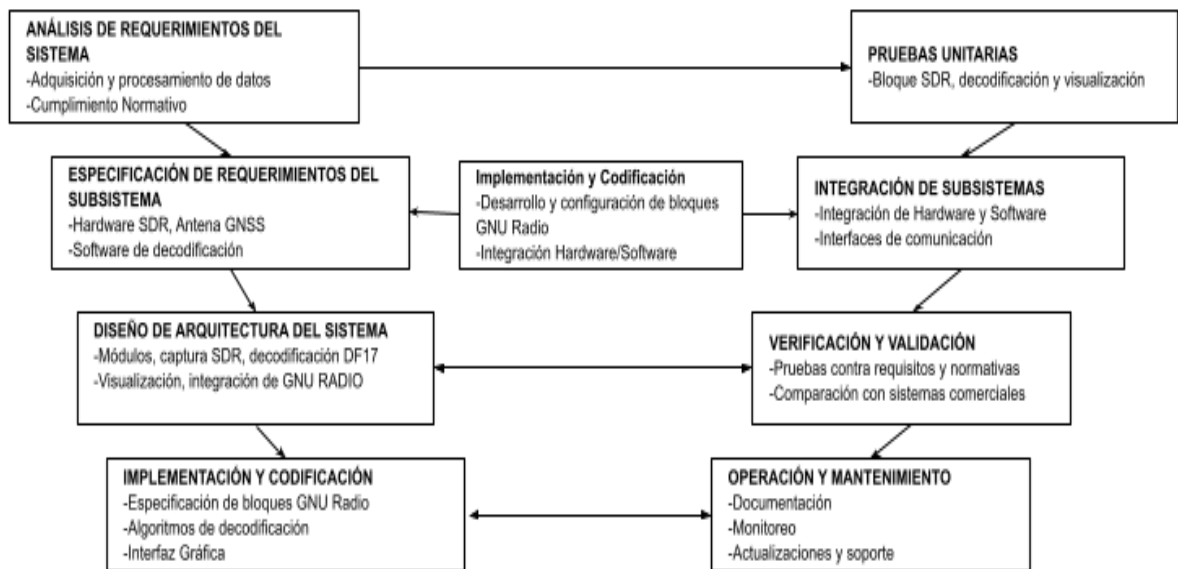 ANÁLISIS DE REQUERIMIENTOS DEL
SISTEMA
-Adquisición y procesamiento de datos
-Cumplimiento Normativo
PRUEBAS UNITARIAS
-Bloque SDR, decodificación y visualización
ESPECIFICACIÓN DE REQUERIMIENTOS DEL
SUBSISTEMA
-Hardware SDR, Antena GNSS
-Software de decodificación
Implementación y Codificación
-Desarrollo y configuración de bloques
GNU Radio
-Integración Hardware/Software
INTEGRACIÓN DE SUBSISTEMAS
-Integración de Hardware y Software
-Interfaces de comunicación
DISEÑO DE ARQUITECTURA DEL SISTEMA
-Módulos, captura SDR, decodificación DF17
-Visualización, integración de GNU RADIO
VERIFICACIÓN Y VALIDACIÓN
-Pruebas contra requisitos y normativas
-Comparación con sistemas comerciales
IMPLEMENTACIÓN Y CODIFICACIÓN
-Especificación de bloques GNU Radio
-Algoritmos de decodificación
-Interfaz Gráfica
OPERACIÓN Y MANTENIMIENTO
-Documentación
-Monitoreo
-Actualizaciones y soporte